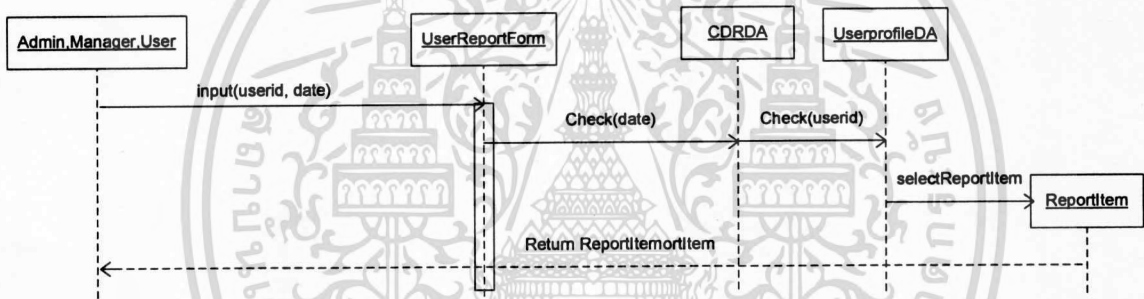 Admin,Manager,User
UserReportForm
CDRDA
UserprofileDA
input(userid, date)
Check(date)
Check(userid)
selectReportItem
ReportItem
Return ReportItemortItem